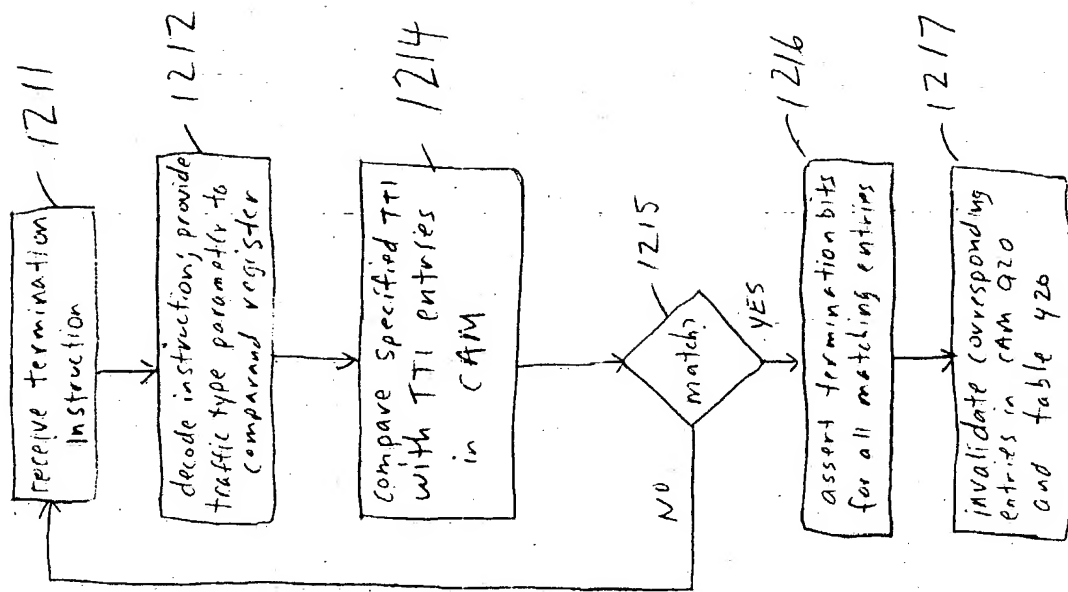 receive termination
instruction
1211
decode instruction; provide
traffic type parameter to
comparand register
1212
compare specified TTI
with TTI entries
in CAM
1214
match?
1215
NO
YES
assert termination bits
for all matching entries
1216
invalidate corresponding
entries in CAM 920
and table 420
1217